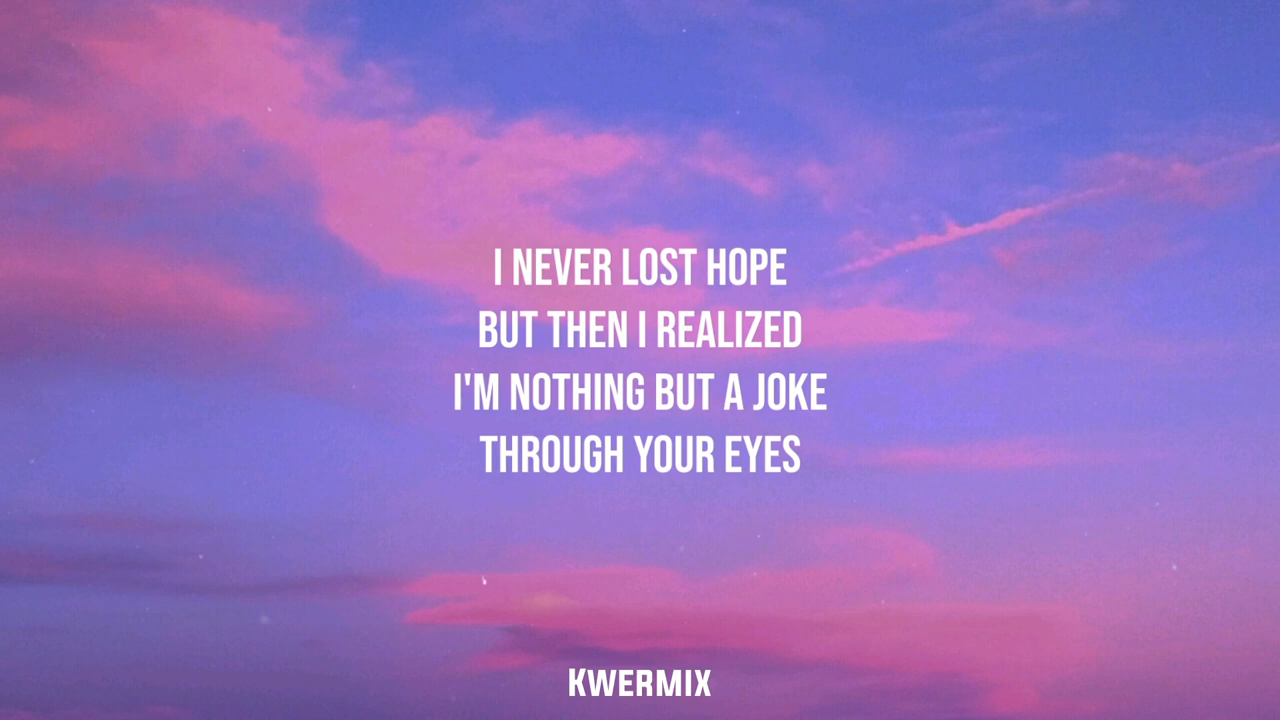 I NEVER LOST HOPE
BUT THEN I REALIZED
I'M NOTHING BUT A JOKE
THROUGH YOUR EYES
KWERMIX